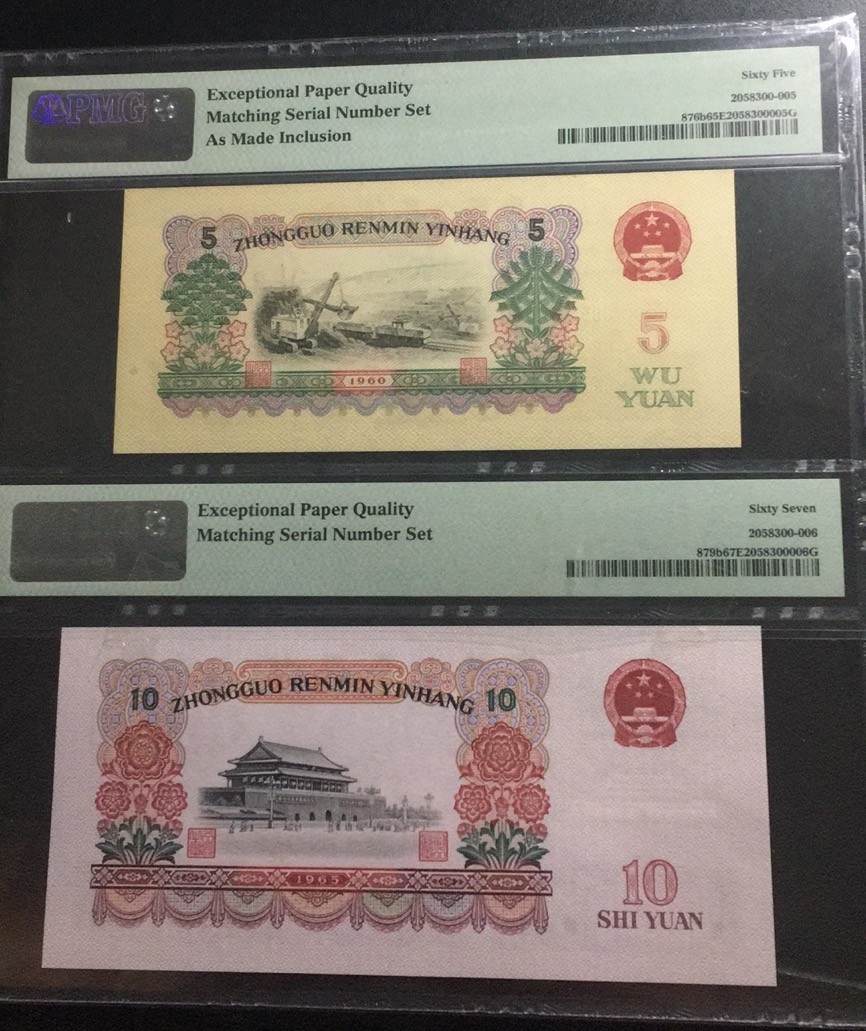 PMG
Exceptional Paper Quality
Matching Serial Number Set
As Made Inclusion
Sixty Five
2058300-005
876b65E2058300005G
5 ZHONGGUO RENMIN YINHANG 5
5
WU
YUAN
1960
Exceptional Paper Quality
Matching Serial Number Set
Sixty Seven
2058300-006
879b67E2058300006G
10 ZHONGGUO RENMIN YINHANG 10
1965
10
SHI YUAN